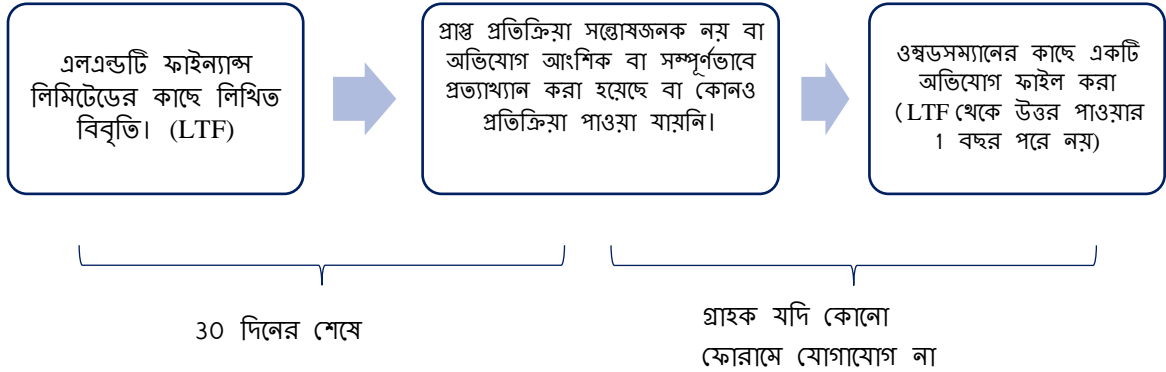 এলএন্ডটি ফাইন্যান্স
লিমিটেডের কাছে লিখিত
বিবৃতি। (LTF)
প্রাপ্ত প্রতিক্রিয়া সন্তোষজনক নয় বা
অভিযোগ আংশিক বা সম্পূর্ণভাবে
প্রত্যাখ্যান করা হয়েছে বা কোনও
প্রতিক্রিয়া পাওয়া যায়নি।
ওম্বডসম্যানের কাছে একটি
অভিযোগ ফাইল করা
(LTF থেকে উত্তর পাওয়ার
1 বছর পরে নয়)
30 দিনের শেষে
গ্রাহক যদি কোনো
ফোরামে যোগাযোগ না